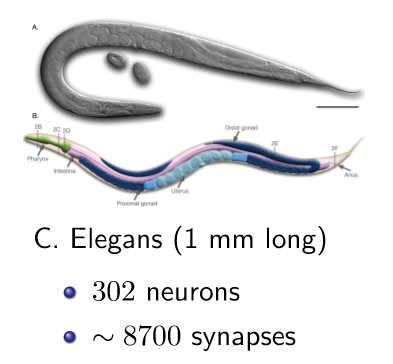 A.
B.
2B 2C 2D
Distal gonad
2E
2F
Pharynx
Intestine
Uterus
Anus
Proximal gonad
C. Elegans (1 mm long)
302 neurons
~ 8700 synapses